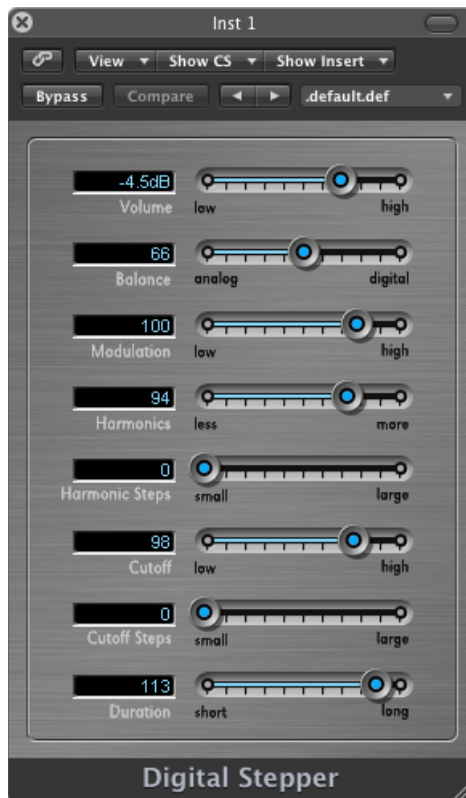 Inst 1
View Show CS Show Insert
Bypass Compare .default.def
-4.5dB
Volume low high
66
Balance analog digital
100
Modulation low high
94
Harmonics less more
0
Harmonic Steps small large
98
Cutoff low high
0
Cutoff Steps small large
113
Duration short long
Digital Stepper